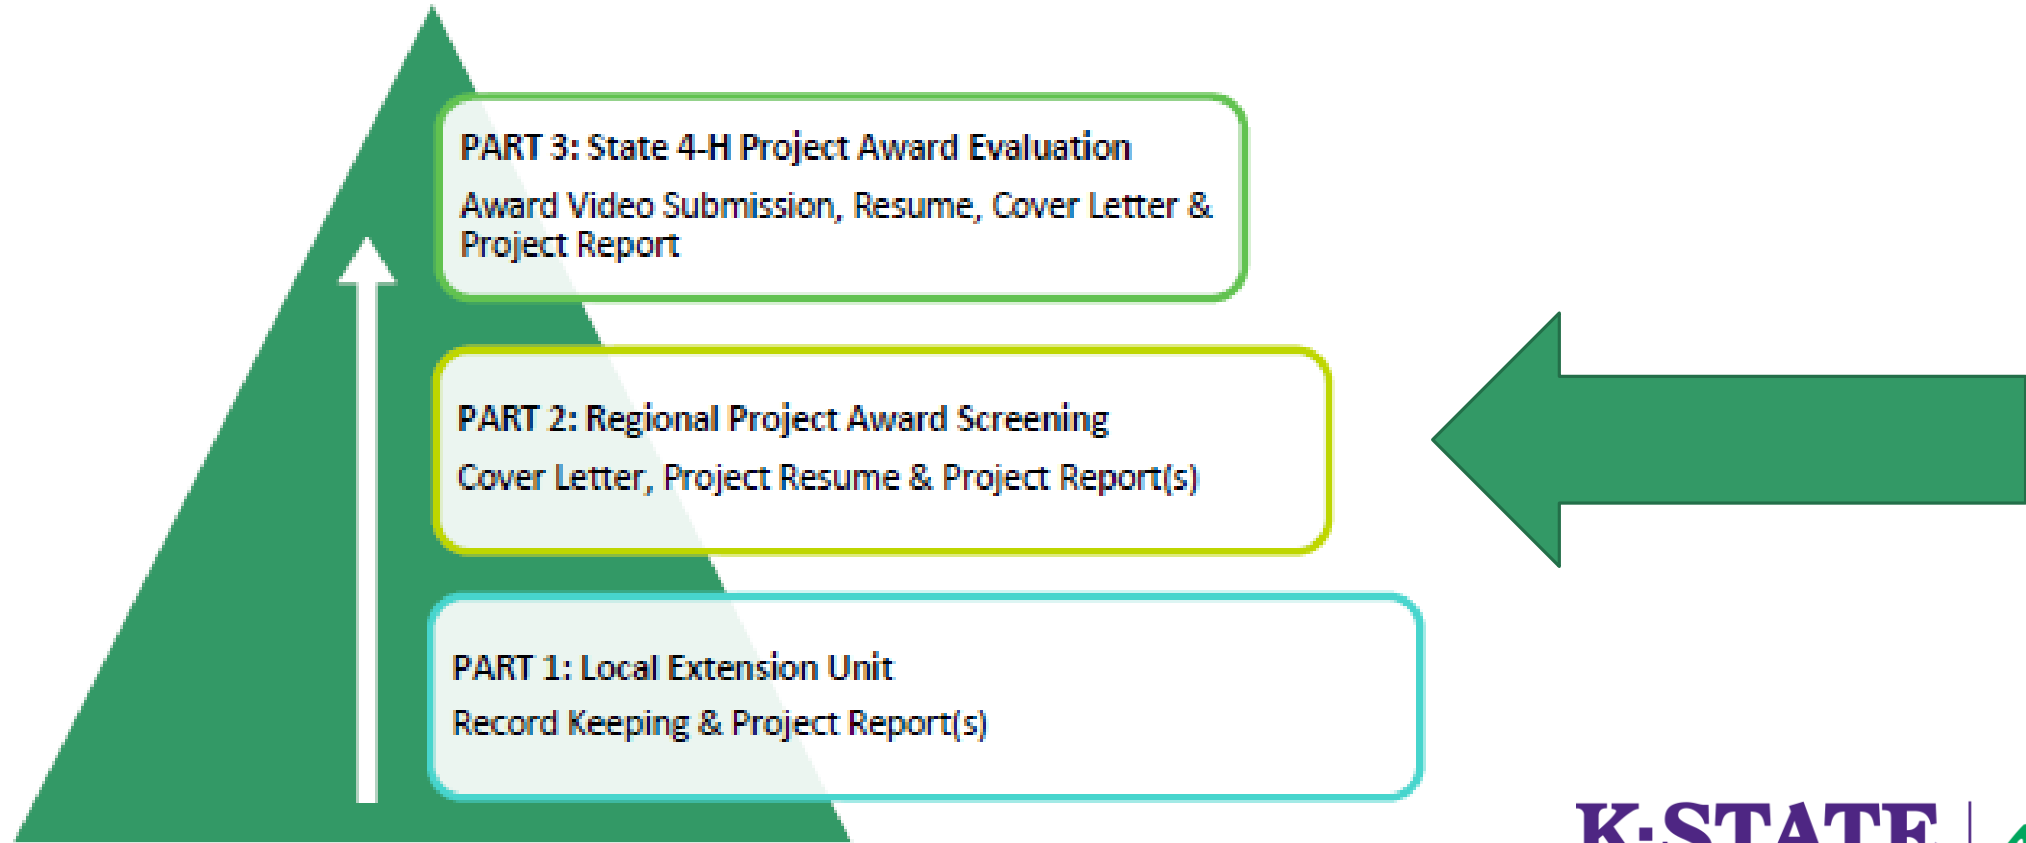 PART 3: State 4-H Project Award Evaluation
Award Video Submission, Resume, Cover Letter &
Project Report
PART 2: Regional Project Award Screening
Cover Letter, Project Resume & Project Report(s)
PART 1: Local Extension Unit
Record Keeping & Project Report(s)
K-STATE